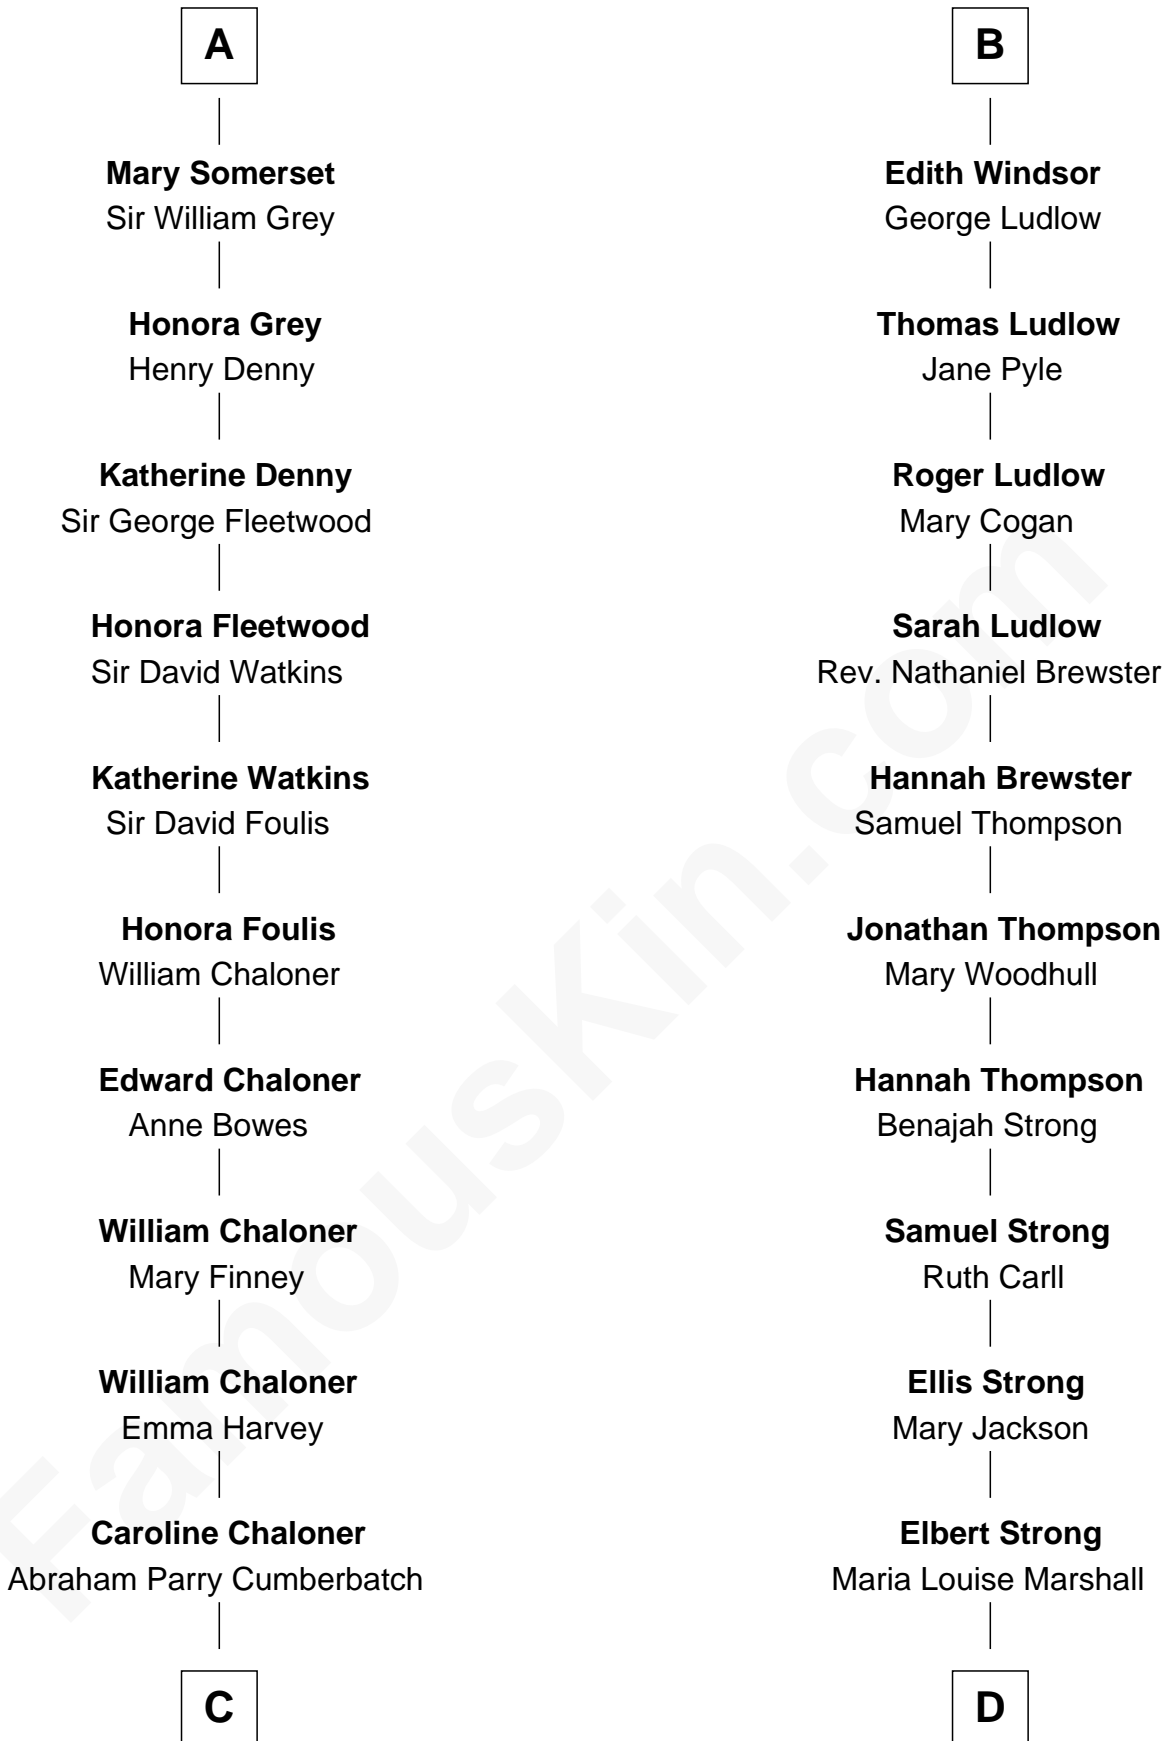 A
Mary Somerset
Sir William Grey
Honora Grey
Henry Denny
Katherine Denny
Sir George Fleetwood
Honora Fleetwood
Sir David Watkins
Katherine Watkins
Sir David Foulis
Honora Foulis
William Chaloner
Edward Chaloner
Anne Bowes
William Chaloner
Mary Finney
William Chaloner
Emma Harvey
Caroline Chaloner
Abraham Parry Cumberbatch
C
B
Edith Windsor
George Ludlow
Thomas Ludlow
Jane Pyle
Roger Ludlow
Mary Cogan
Sarah Ludlow
Rev. Nathaniel Brewster
Hannah Brewster
Samuel Thompson
Jonathan Thompson
Mary Woodhull
Hannah Thompson
Benajah Strong
Samuel Strong
Ruth Carll
Ellis Strong
Mary Jackson
Elbert Strong
Maria Louise Marshall
D
FamousKin.com